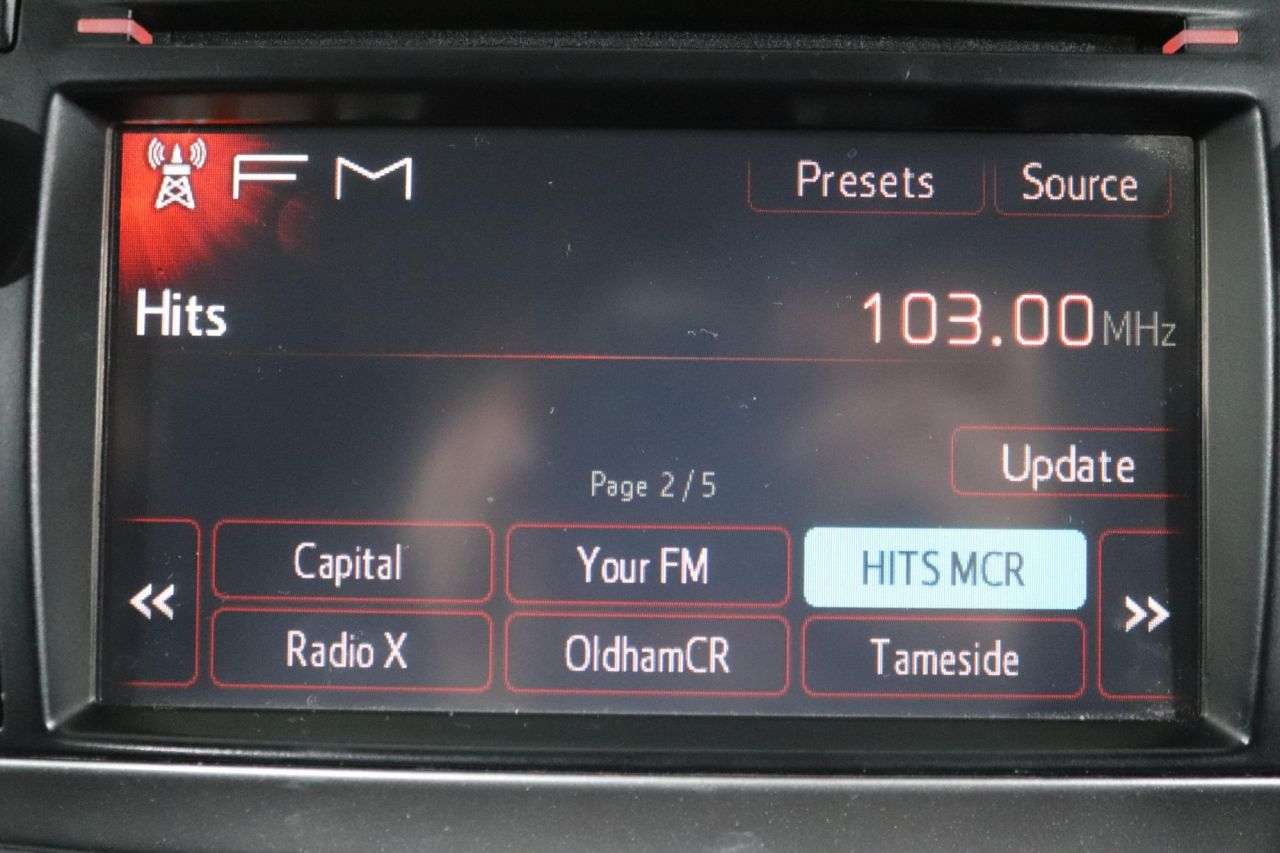 FM
Presets
Source
Hits
103.00MHz
Update
Page 2/5
Capital
Your FM
HITS MCR
Radio X
OldhamCR
Tameside